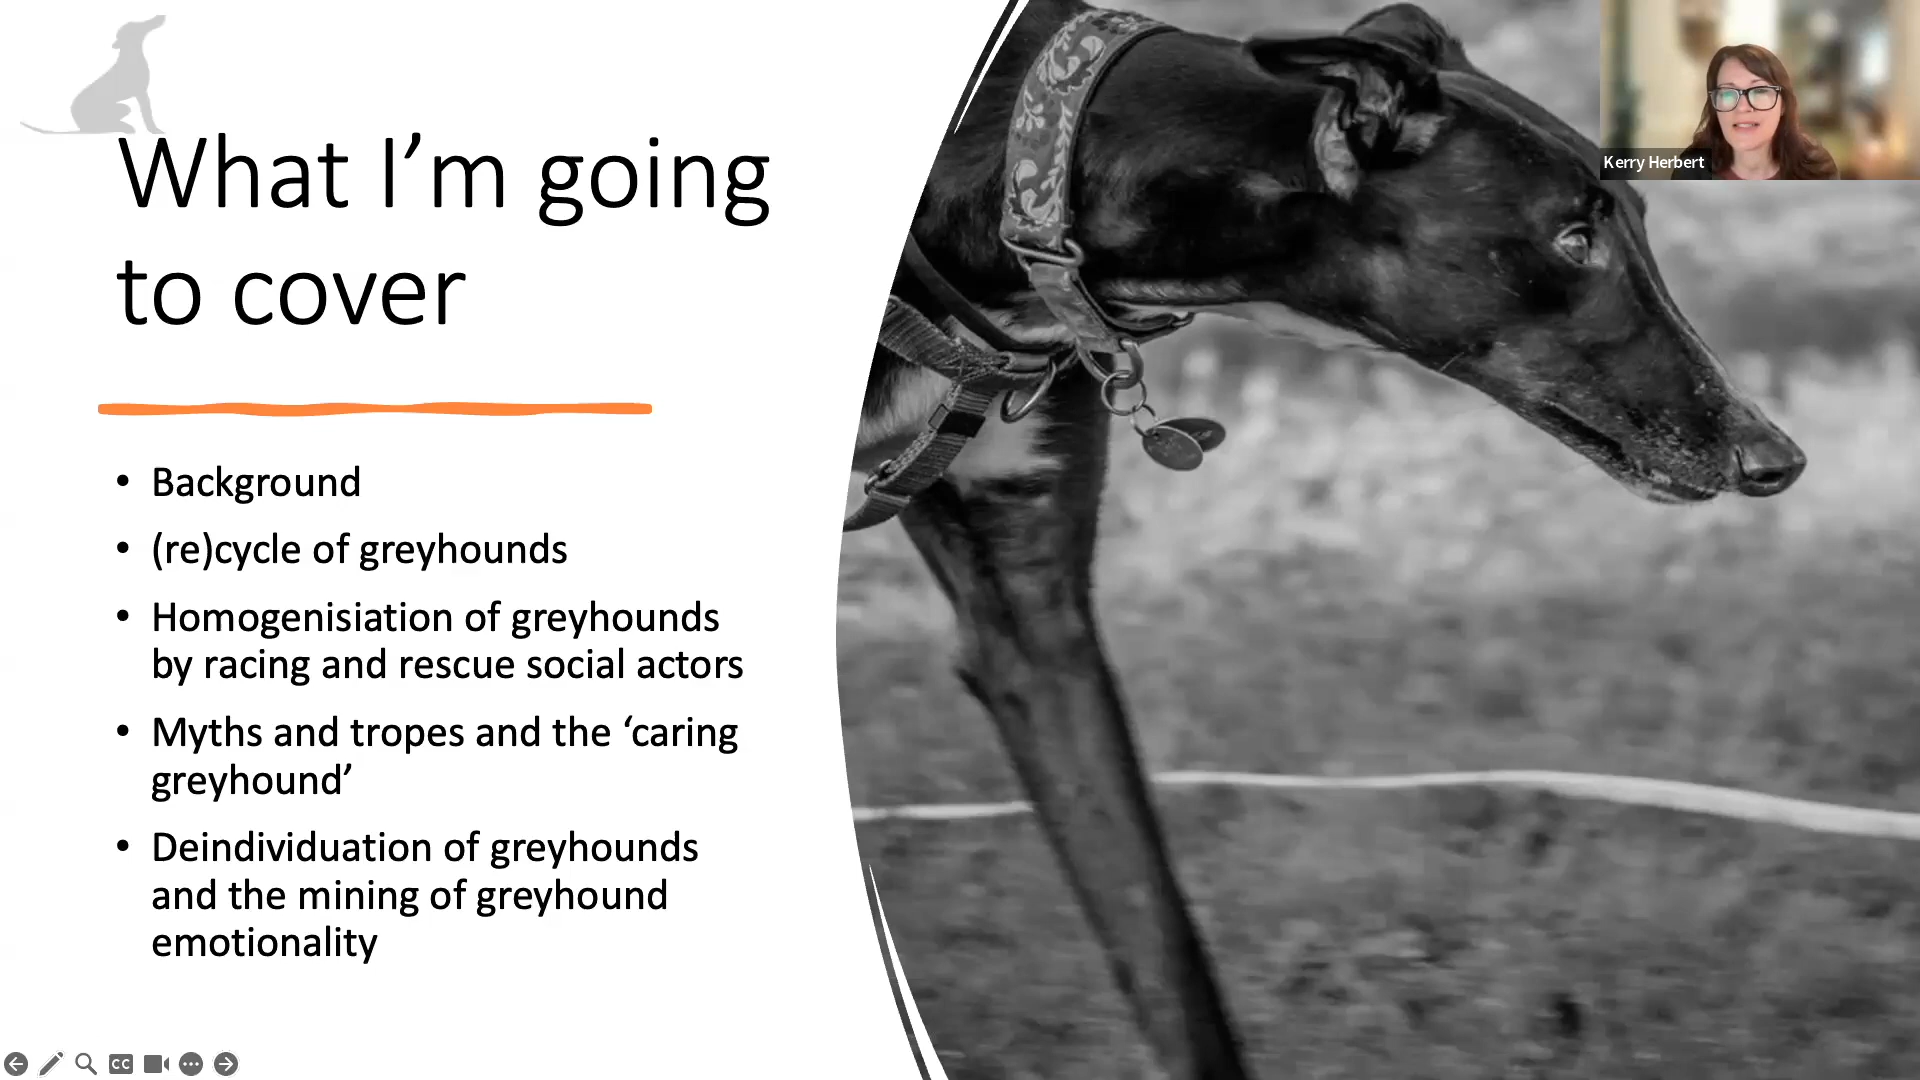 What I’m going
to cover
• Background
• (re)cycle of greyhounds
• Homogenisiation of greyhounds
by racing and rescue social actors
• Myths and tropes and the ‘caring
greyhound’
• Deindividuation of greyhounds
and the mining of greyhound
emotionality
Kerry Herbert
CC